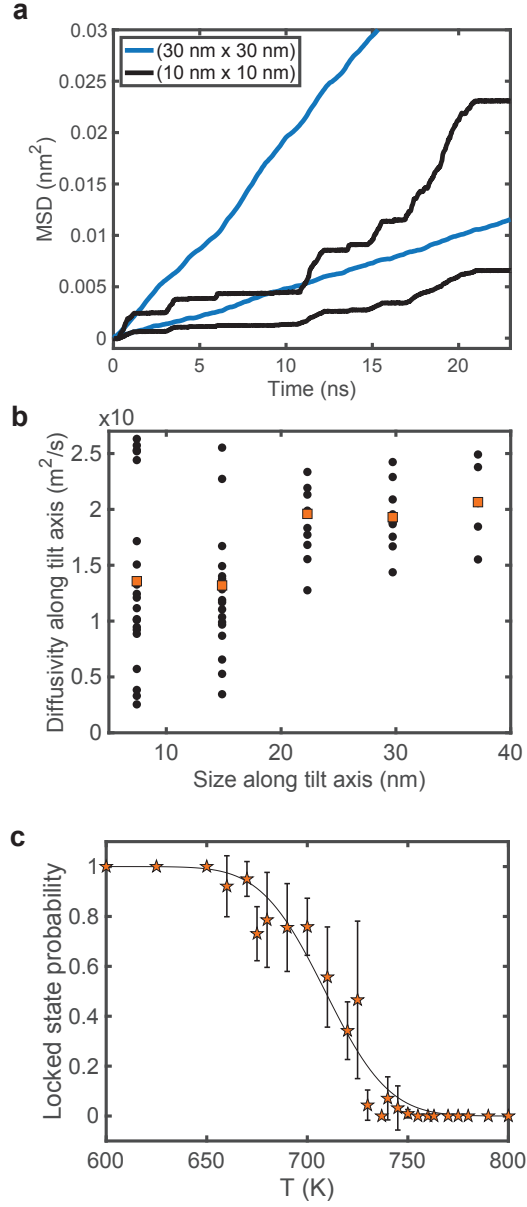 a
0.03
0.025
0.02
0.015
0.01
0.005
0
MSD (nm²)
(30 nm x 30 nm)
(10 nm x 10 nm)
0 5 10 15 20
Time (ns)
b
x10
2.5
2
1.5
1
0.5
0
Diffusivity along tilt axis (m²/s)
10 20 30 40
Size along tilt axis (nm)
c
1
0.8
0.6
0.4
0.2
0
Locked state probability
600 650 700 750 800
T (K)